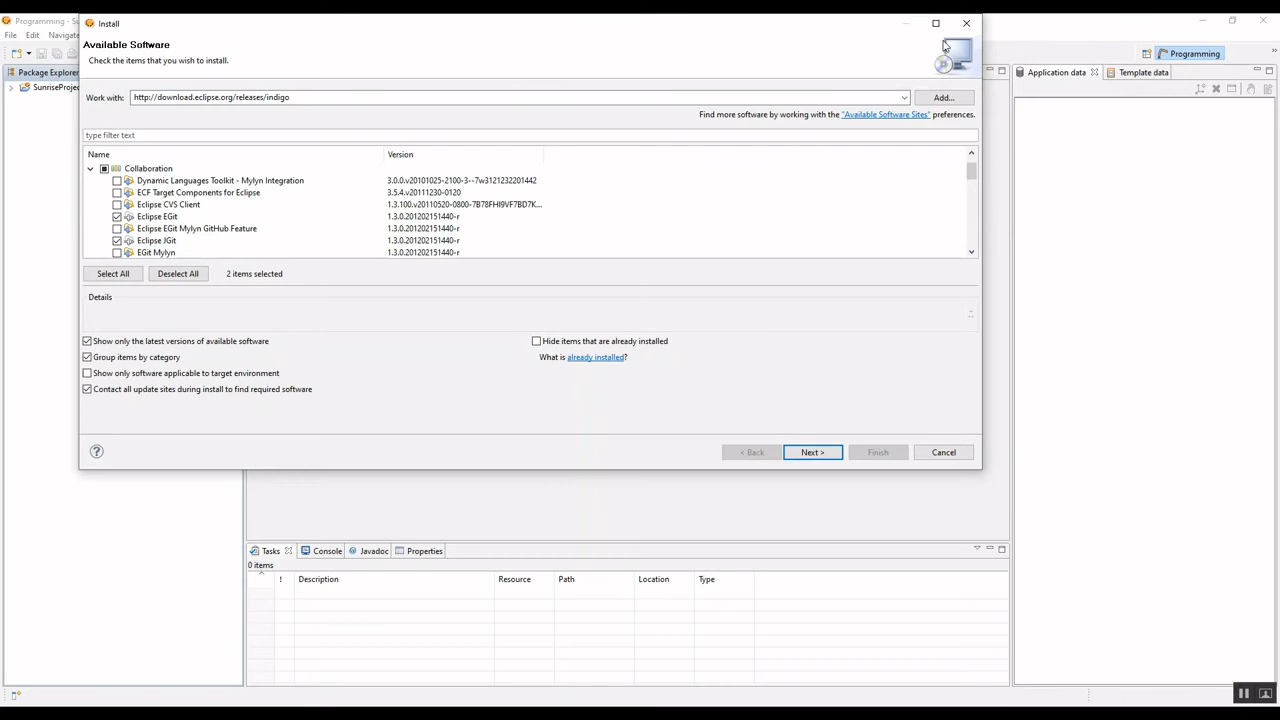 Programming - Su
File Edit Navigate
Install
Available Software
Check the items that you wish to install.
Work with: http://download.eclipse.org/releases/indigo Add...
Find more software by working with the "Available Software Sites" preferences.
type filter text
Name Version
Collaboration
Dynamic Languages Toolkit - Mylyn Integration 3.0.0.v20101025-2100-3--7w3121232201442
ECF Target Components for Eclipse 3.5.4.v20111230-0120
Eclipse CVS Client 1.3.100.v20110520-0800-7B78FHl9VF7BD7K...
Eclipse EGit 1.3.0.201202151440-r
Eclipse EGit Mylyn GitHub Feature 1.3.0.201202151440-r
Eclipse JGit 1.3.0.201202151440-r
EGit Mylyn 1.3.0.201202151440-r
Select All Deselect All 2 items selected
Details
Show only the latest versions of available software Hide items that are already installed
Group items by category What is already installed?
Show only software applicable to target environment
Contact all update sites during install to find required software
< Back Next > Finish Cancel
Package Explorer
SunriseProjec
Programming
Application data Template data
Tasks Console @ Javadoc Properties
0 items
! Description Resource Path Location Type